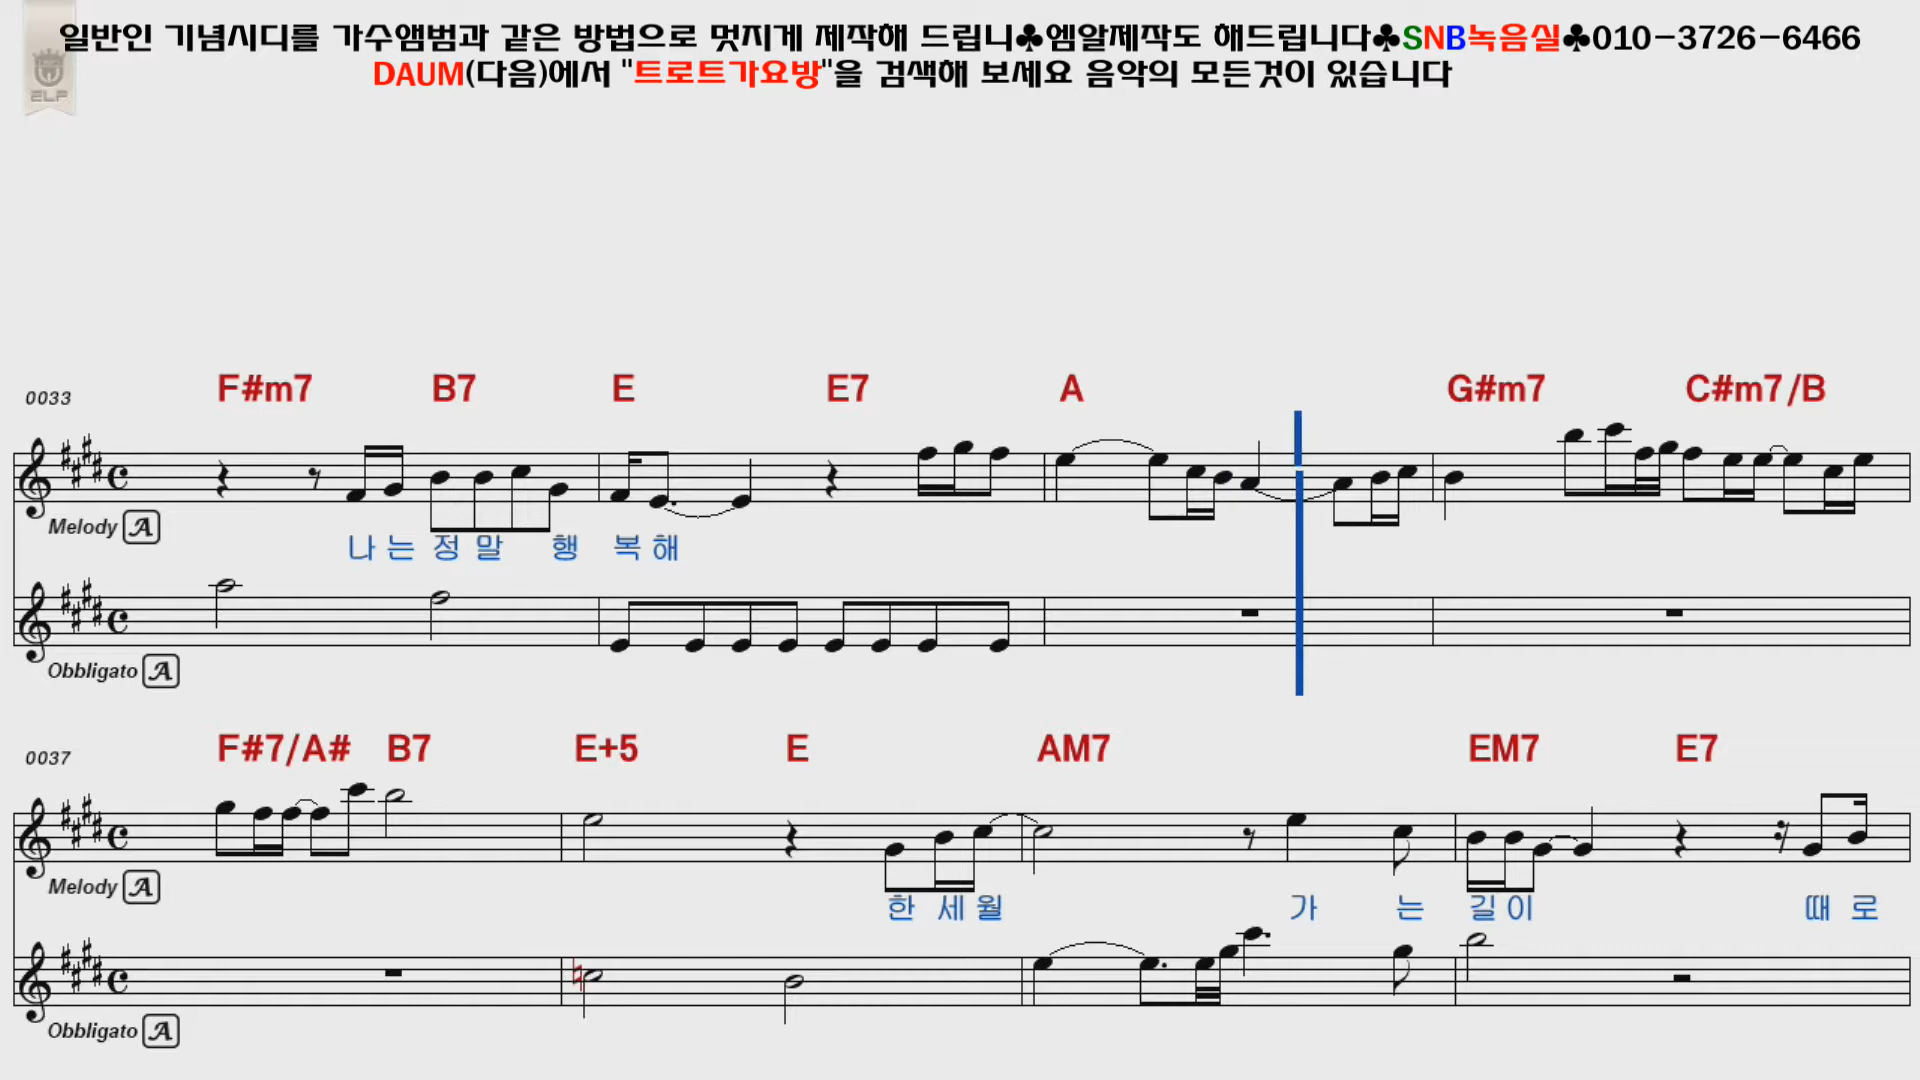 일반인 기념시디를 가수앨범과 같은 방법으로 멋지게 제작해 드립니♣엠알제작도 해드립니다♣SNB녹음실♣010-3726-6466
ELF
DAUM(다음)에서 "트로트가요방"을 검색해 보세요 음악의 모든것이 있습니다
0033 F#m7 B7 E E7 A G#m7 C#m7/B
Melody A
나는 정말 행 복해
Obbligato A
0037 F#7/A# B7 E+5 E AM7 EM7 E7
Melody A
한 세월 가 는 길이 때로
Obbligato A